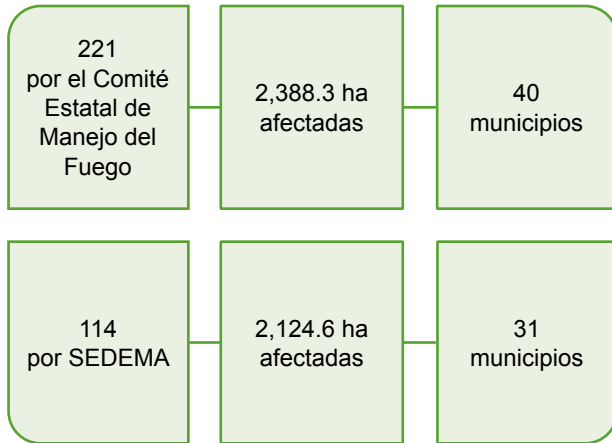 221
por el Comité
Estatal de
Manejo del
Fuego
2,388.3 ha
afectadas
40
municipios
114
por SEDEMA
2,124.6 ha
afectadas
31
municipios